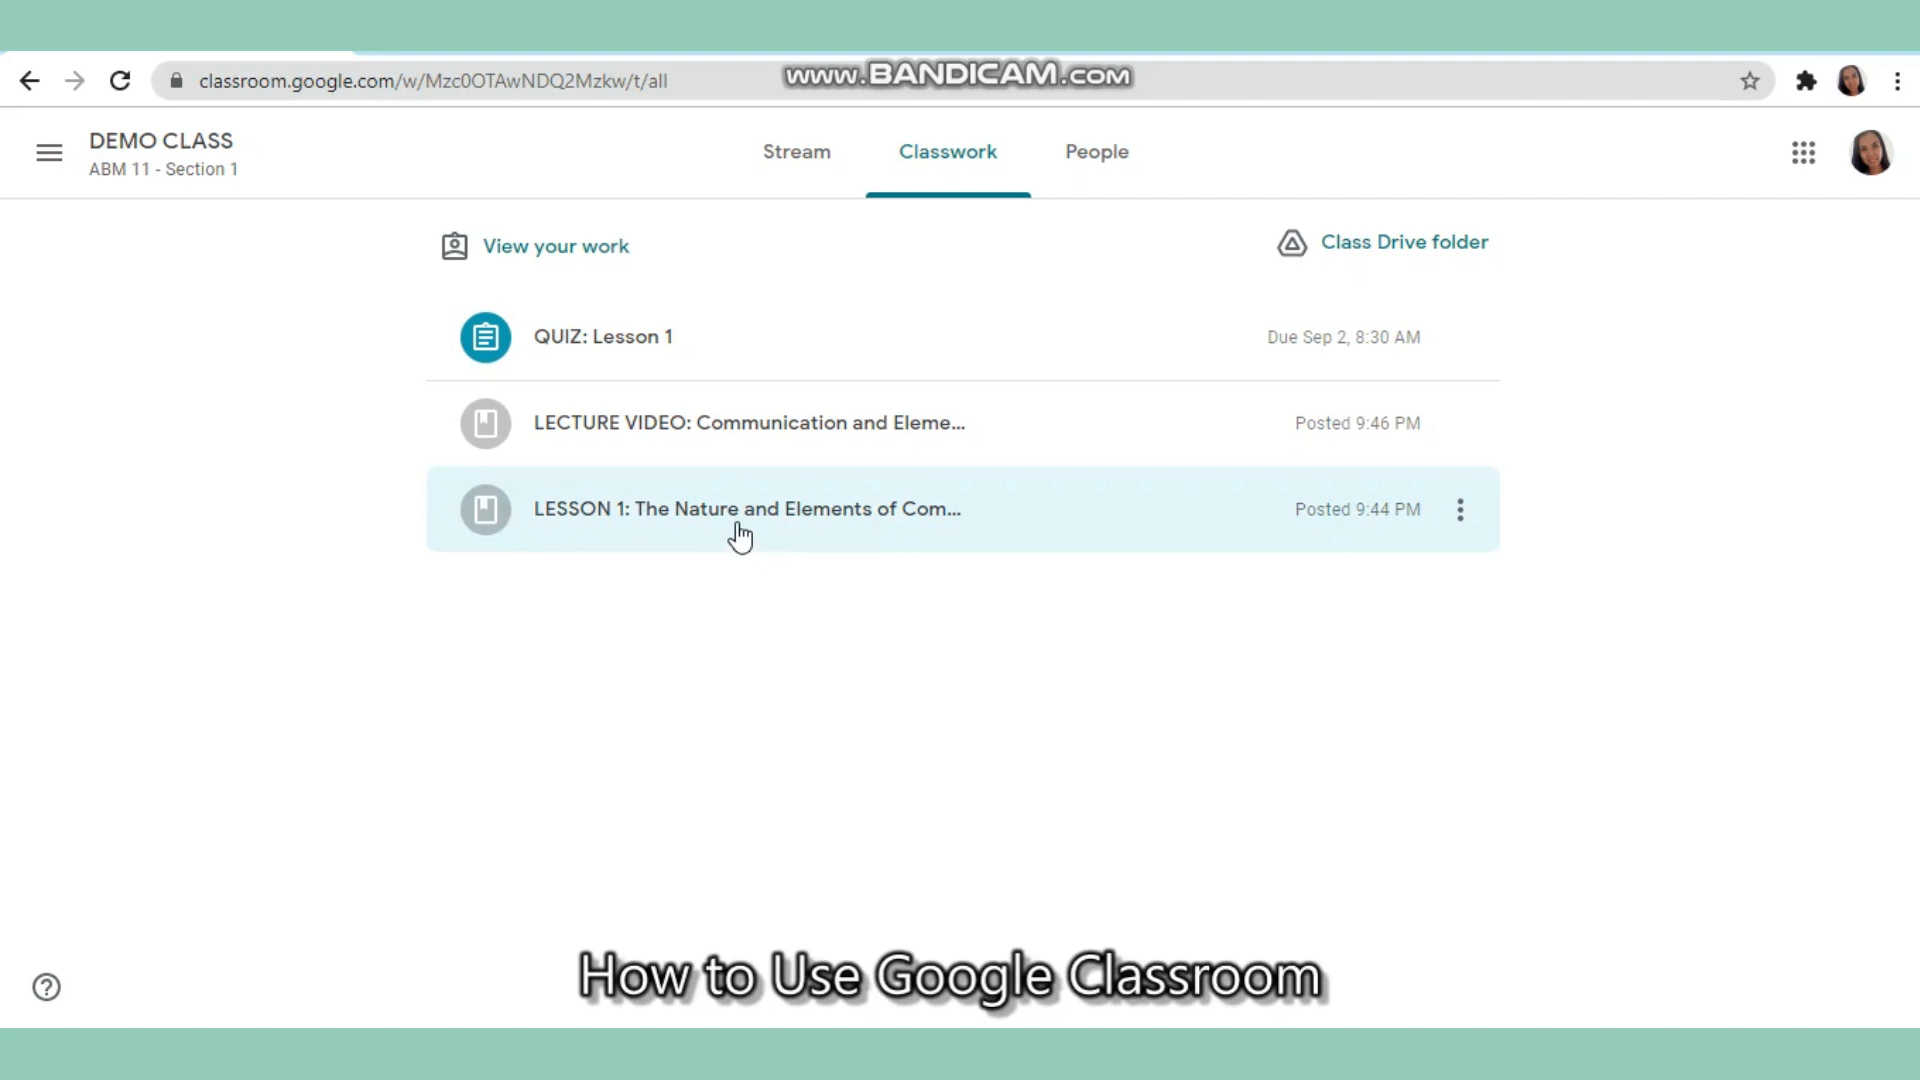 classroom.google.com/w/Mzc0OTAwNDQ2Mzkw/t/all
www.BANDICAM.com
DEMO CLASS
ABM 11 - Section 1
Stream
Classwork
People
View your work
Class Drive folder
QUIZ: Lesson 1
Due Sep 2, 8:30 AM
LECTURE VIDEO: Communication and Eleme...
Posted 9:46 PM
LESSON 1: The Nature and Elements of Com...
Posted 9:44 PM
How to Use Google Classroom